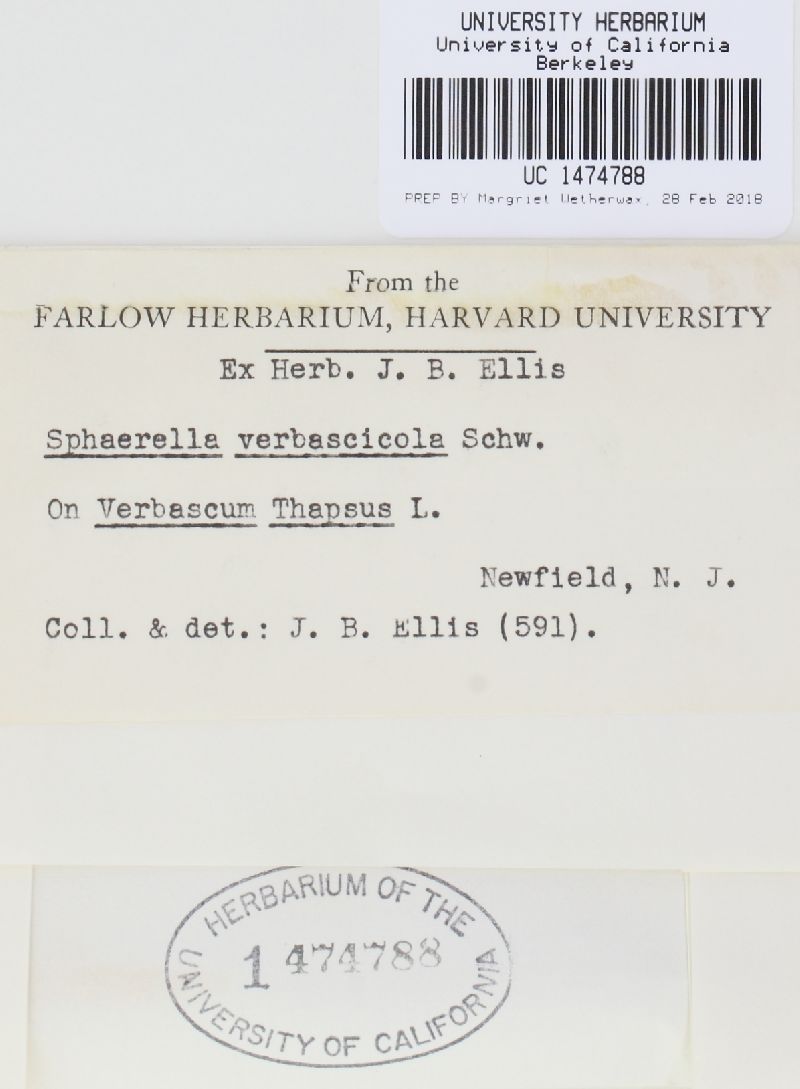 UNIVERSITY HERBARIUM
University of California
Berkeley
UC 1474788
PREP BY Margriet Wetherwax, 28 Feb 2018
From the
FARLOW HERBARIUM, HARVARD UNIVERSITY
Ex Herb. J. B. Ellis
Sphaerella verbascicola Schw.
On Verbascum Thapsus L.
Newfield, N. J.
Coll. & det.: J. B. Ellis (591).
HERBARIUM OF THE
1474788
UNIVERSITY OF CALIFORNIA